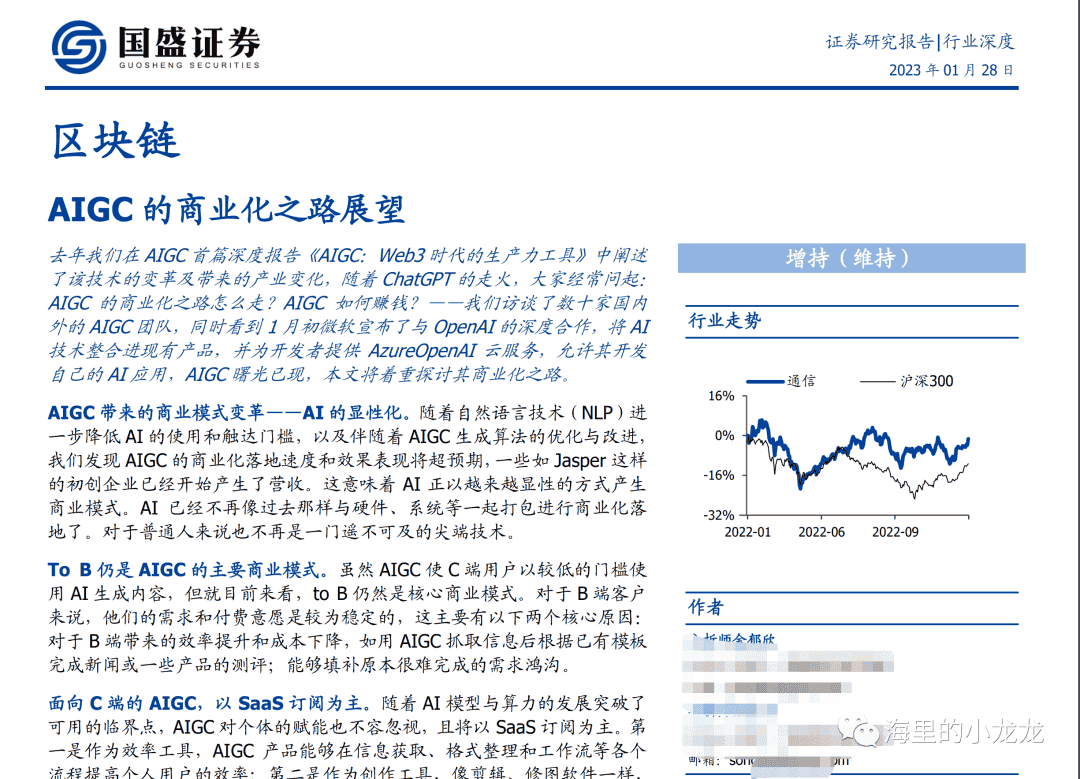 国盛证券
GUOSHENG SECURITIES
证券研究报告|行业深度
2023 年 01 月 28 日
区块链
AIGC 的商业化之路展望
去年我们在 AIGC 首篇深度报告《AIGC：Web3 时代的生产力工具》中阐述
了该技术的变革及带来的产业变化，随着 ChatGPT 的走火，大家经常问起：
AIGC 的商业化之路怎么走？AIGC 如何赚钱？——我们访谈了数十家国内
外的 AIGC 团队，同时看到 1 月初微软宣布了与 OpenAI 的深度合作，将 AI
技术整合进现有产品，并为开发者提供 AzureOpenAI 云服务，允许其开发
自己的 AI 应用，AIGC 曙光已现，本文将着重探讨其商业化之路。
AIGC 带来的商业模式变革——AI 的显性化。随着自然语言技术（NLP）进
一步降低 AI 的使用和触达门槛，以及伴随着 AIGC 生成算法的优化与改进，
我们发现 AIGC 的商业化落地速度和效果表现将超预期，一些如 Jasper 这样
的初创企业已经开始产生了营收。这意味着 AI 正以越来越显性的方式产生
商业模式。AI 已经不再像过去那样与硬件、系统等一起打包进行商业化落
地了。对于普通人来说也不再是一门遥不可及的尖端技术。
To B 仍是 AIGC 的主要商业模式。虽然 AIGC 使 C 端用户以较低的门槛使
用 AI 生成内容，但就目前来看，to B 仍然是核心商业模式。对于 B 端客户
来说，他们的需求和付费意愿是较为稳定的，这主要有以下两个核心原因：
对于 B 端带来的效率提升和成本下降，如用 AIGC 抓取信息后根据已有模板
完成新闻或一些产品的测评；能够填补原本很难完成的需求鸿沟。
面向 C 端的 AIGC，以 SaaS 订阅为主。随着 AI 模型与算力的发展突破了
可用的临界点，AIGC 对个体的赋能也不容忽视，且将以 SaaS 订阅为主。第
一是作为效率工具，AIGC 产品能够在信息获取、格式整理和工作流等各个
流程提高个人用户的效率；第二是作为创作工具，像剪辑、修图软件一样，
增持（维持）
行业走势
通信
沪深300
16%
0%
-16%
-32%
2022-01 2022-06 2022-09
作者
邮箱：
海里的小龙龙